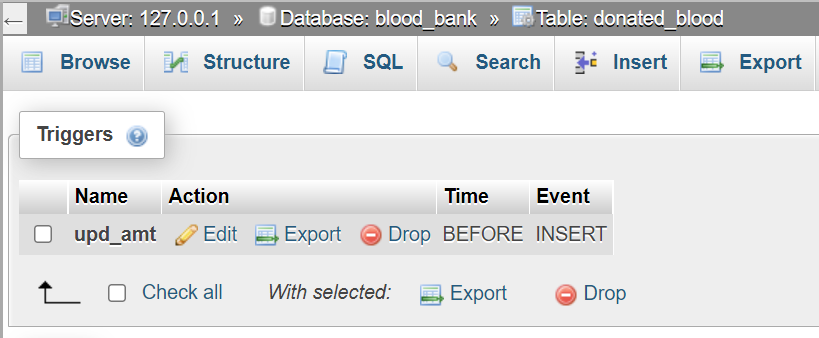 ← Server: 127.0.0.1 » Database: blood_bank » Table: donated_blood
Browse Structure SQL Search Insert Export
Triggers
Name Action Time Event
upd_amt Edit Export Drop BEFORE INSERT
Check all With selected: Export Drop